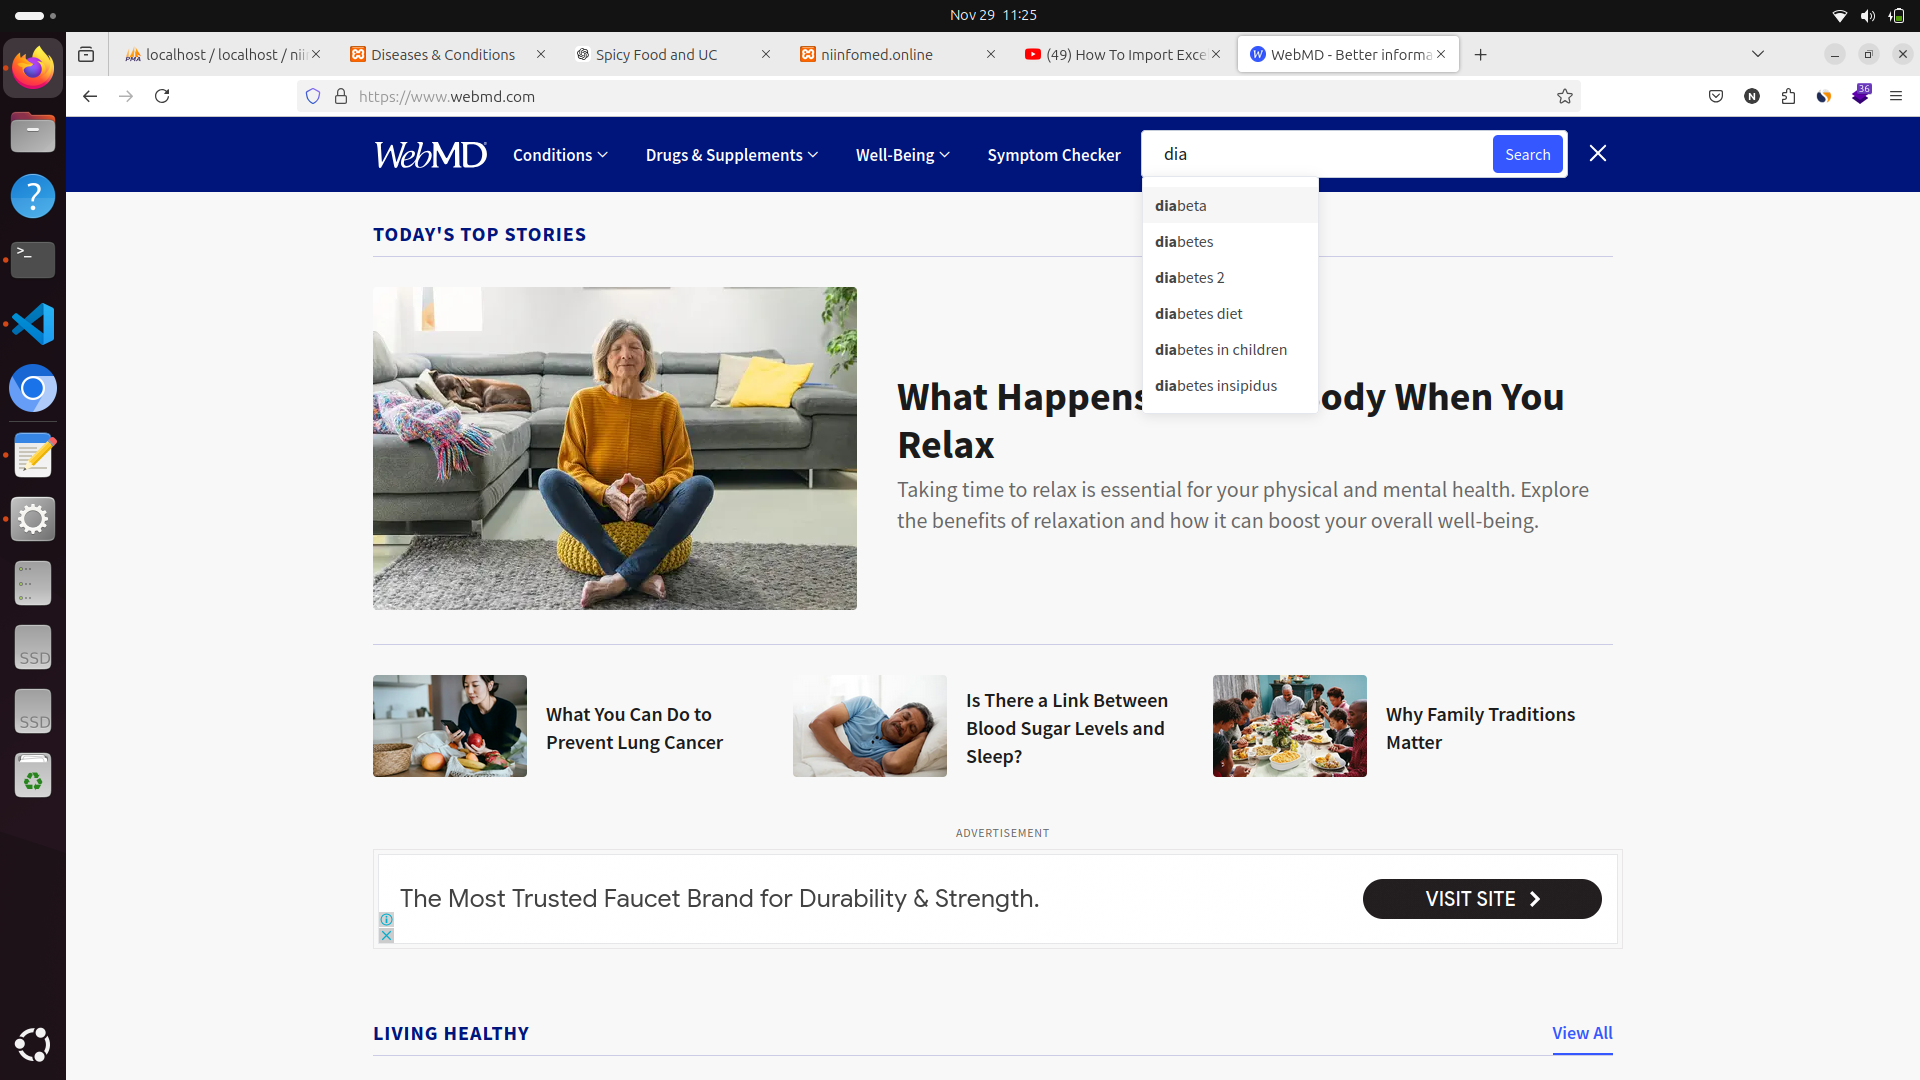 Nov 29 11:25
localhost / localhost / nii
Diseases & Conditions
Spicy Food and UC
niinfomed.online
(49) How To Import Exce
WebMD - Better informa
https://www.webmd.com
N
36
WebMD
Conditions
Drugs & Supplements
Well-Being
Symptom Checker
dia
Search
diabeta
diabetes
diabetes 2
diabetes diet
diabetes in children
diabetes insipidus
TODAY'S TOP STORIES
What Happens ody When You
Relax
Taking time to relax is essential for your physical and mental health. Explore
the benefits of relaxation and how it can boost your overall well-being.
What You Can Do to
Prevent Lung Cancer
Is There a Link Between
Blood Sugar Levels and
Sleep?
Why Family Traditions
Matter
ADVERTISEMENT
The Most Trusted Faucet Brand for Durability & Strength.
VISIT SITE
LIVING HEALTHY
View All
SSD
SSD